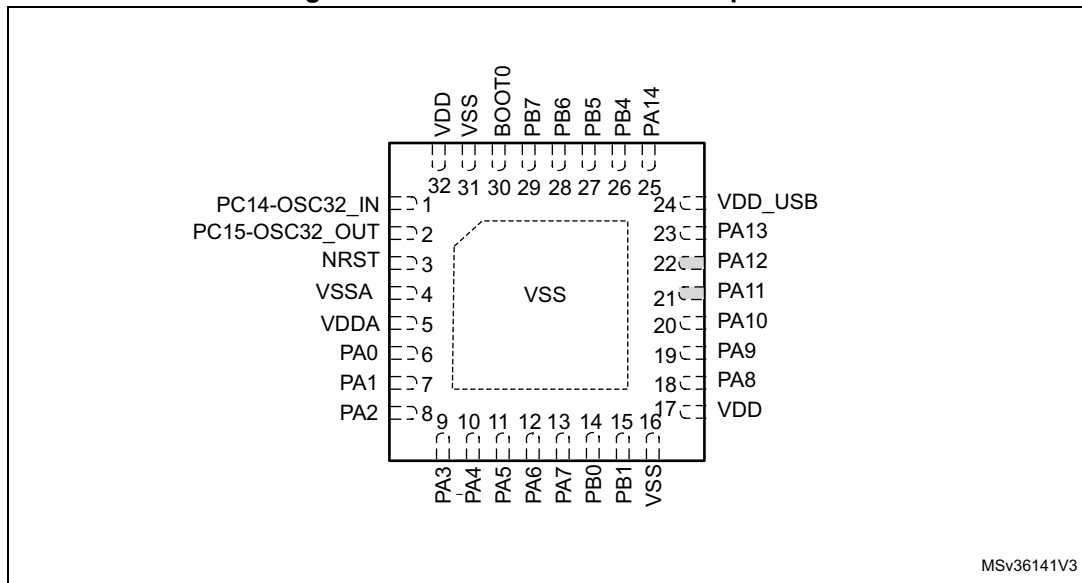 VDD
VSS
BOOT0
PB7
PB6
PB5
PB4
PA14
32 31 30 29 28 27 26 25
PC14-OSC32_IN 1
PC15-OSC32_OUT 2
NRST 3
VSSA 4
VDDA 5
PA0 6
PA1 7
PA2 8
VSS
24 VDD_USB
23 PA13
22 PA12
21 PA11
20 PA10
19 PA9
18 PA8
17 VDD
9 10 11 12 13 14 15 16
PA3
PA4
PA5
PA6
PA7
PB0
PB1
VSS
MSv36141V3